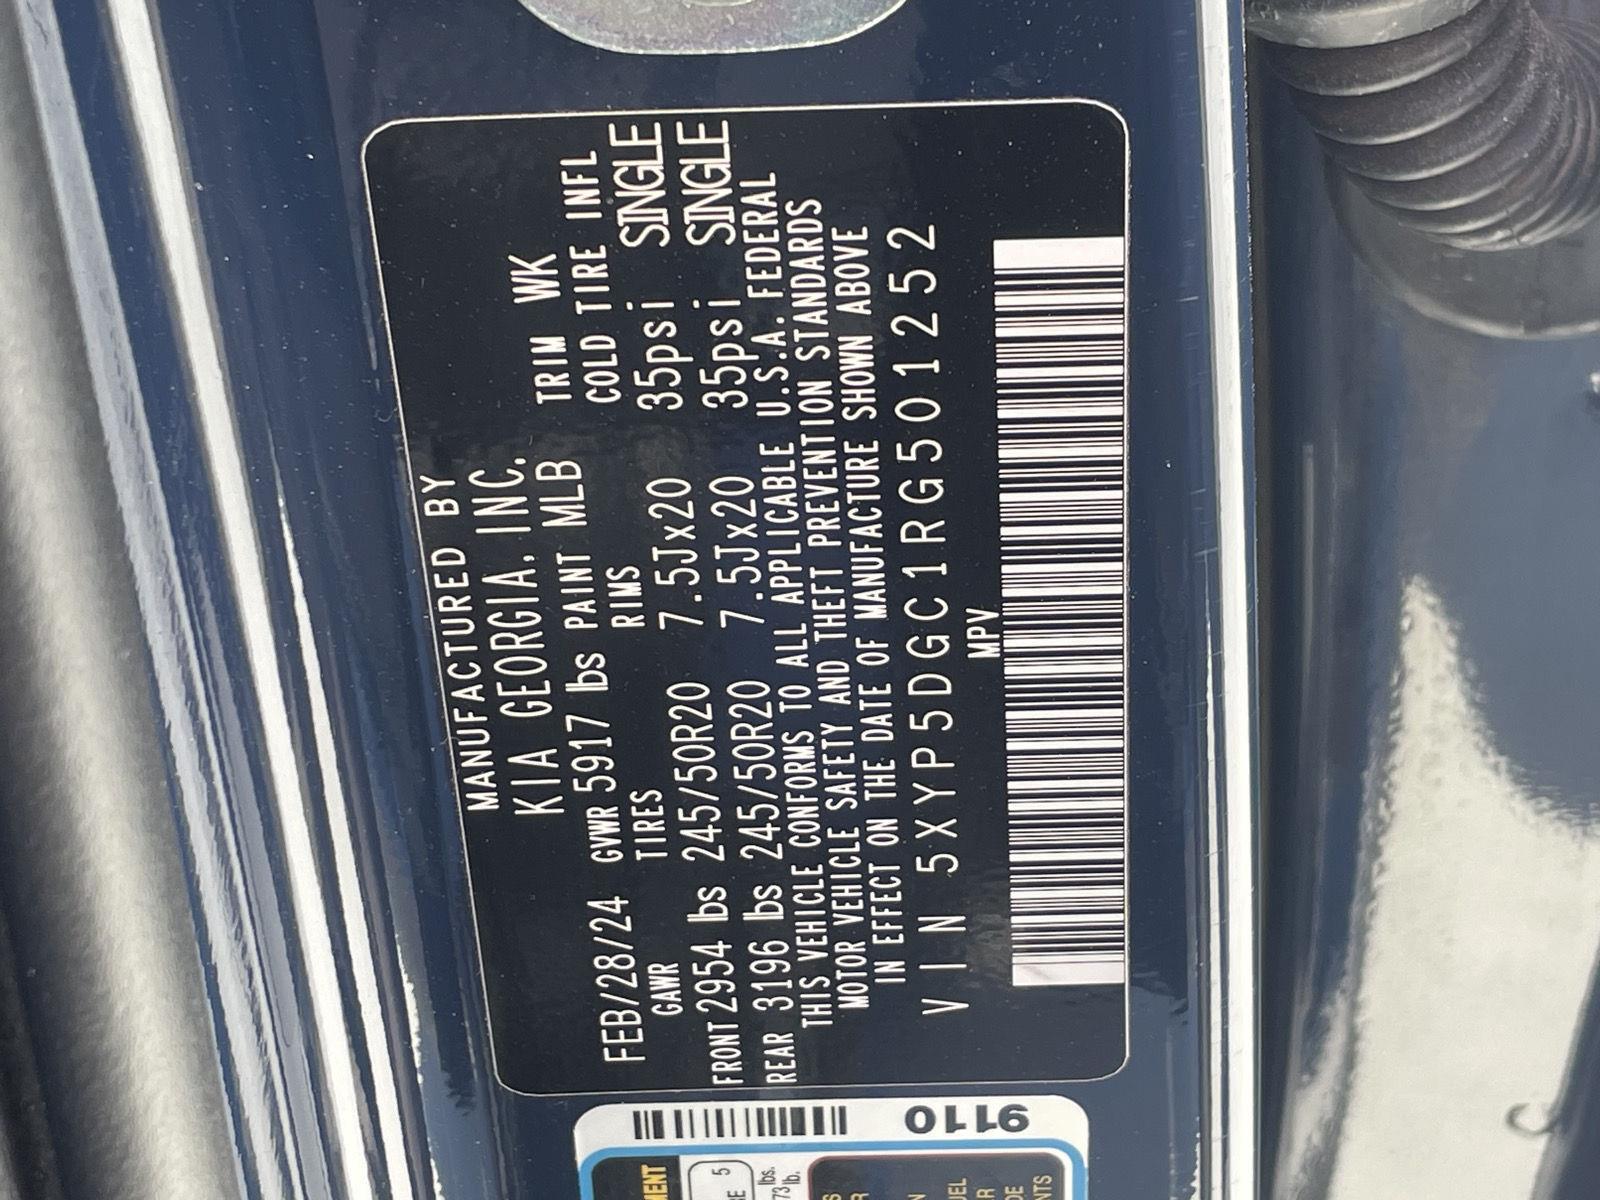 MANUFACTURED BY
KIA GEORGIA, INC.
FEB/28/24 GVWR 5917 lbs PAINT MLB TRIM WK
GAWR TIRES RIMS COLD TIRE INFL
FRONT 2954 lbs 245/50R20 7.5Jx20 35psi SINGLE
REAR 3196 lbs 245/50R20 7.5Jx20 35psi SINGLE
THIS VEHICLE CONFORMS TO ALL APPLICABLE U.S.A. FEDERAL
MOTOR VEHICLE SAFETY AND THEFT PREVENTION STANDARDS
IN EFFECT ON THE DATE OF MANUFACTURE SHOWN ABOVE
VIN 5XYP5DGC1RG501252
MPV
9110
5
lbs.
lb.